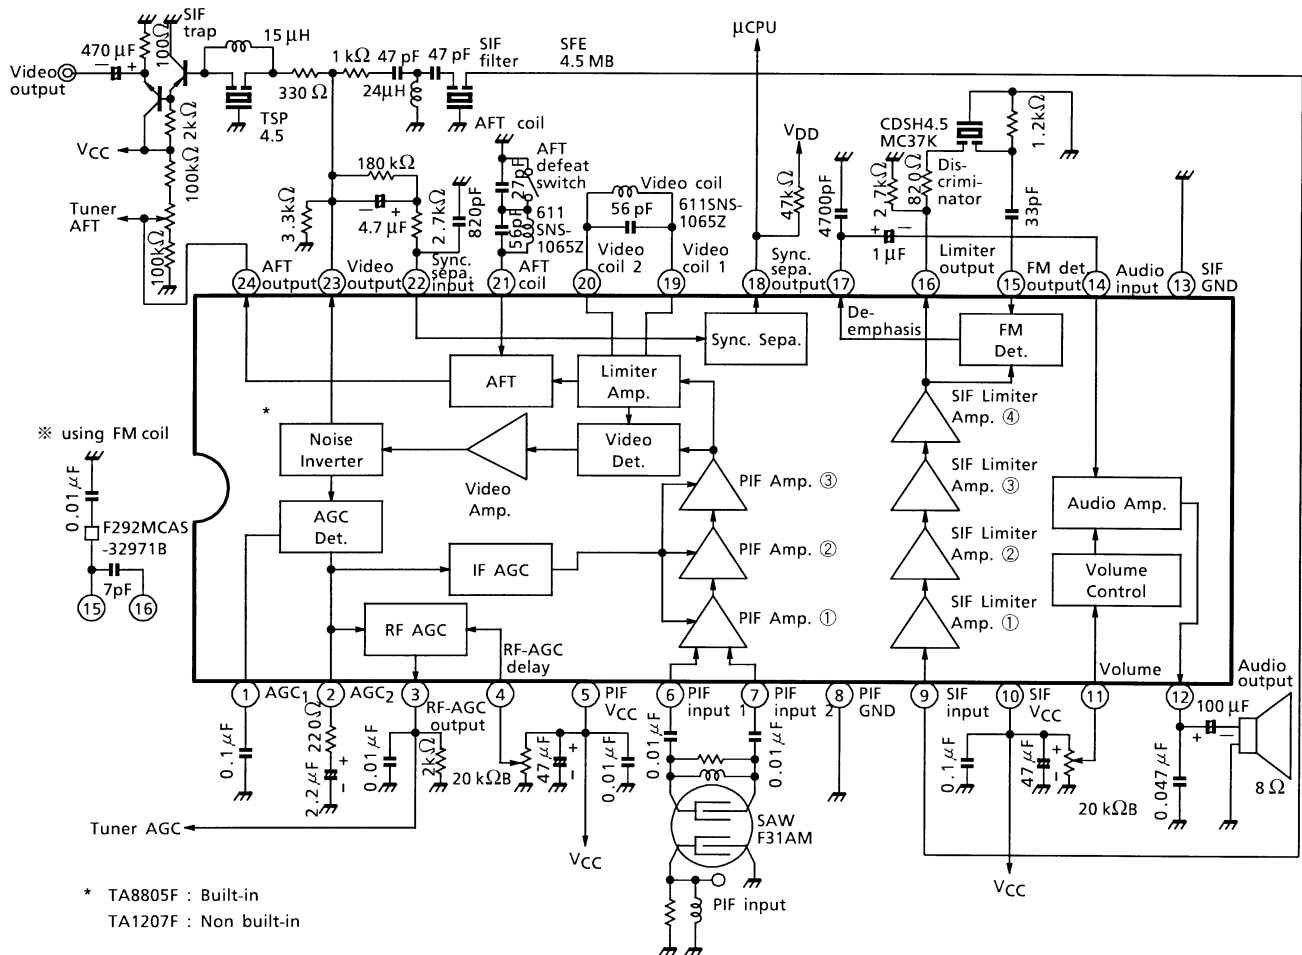 SIF
trap
470 μF
100Ω
15 μH
Video
output
− +
1 kΩ
47 pF
47 pF
SIF
filter
SFE
4.5 MB
μCPU
330 Ω
24μH
TSP
4.5
2kΩ
VCC
100kΩ
Tuner
AFT
100kΩ
180 kΩ
3.3kΩ
− +
4.7 μF
2.7kΩ
820pF
AFT coil
AFT
defeat
switch
27pF
56pF
611
SNS-
1065Z
Video coil
611SNS-
1065Z
56 pF
VDD
47kΩ
4700pF
2.7kΩ
+ −
1 μF
820Ω
CDSH4.5
MC37K
Dis-
crimi-
nator
1.2kΩ
33pF
24
AFT
output
23
Video
output
22
Sync.
sepa.
input
21
AFT
coil
20
Video
coil 2
19
Video
coil 1
18
Sync.
sepa.
output
17
16
Limiter
output
15
FM det.
output
14
Audio
input
13
SIF
GND
De-
emphasis
Sync. Sepa.
FM
Det.
AFT
Limiter
Amp.
*
Noise
Inverter
Video
Amp.
Video
Det.
PIF Amp. ③
SIF Limiter
Amp. ④
SIF Limiter
Amp. ③
Audio Amp.
※ using FM coil
0.01 μF
F292MCAS
-32971B
7pF
15
16
AGC
Det.
IF AGC
PIF Amp. ②
SIF Limiter
Amp. ②
Volume
Control
RF AGC
RF-AGC
delay
PIF Amp. ①
SIF Limiter
Amp. ①
Volume
1
AGC1
2
AGC2
3
RF-AGC
output
4
5
PIF
VCC
6
PIF
input 1
7
PIF
input 2
8
PIF
GND
9
SIF
input
10
SIF
VCC
11
12
Audio
output
0.1 μF
220Ω
2.2 μF
+
−
0.01 μF
2kΩ
20 kΩB
47 μF
+
−
0.01 μF
0.01 μF
0.01 μF
0.1 μF
47 μF
+
−
20 kΩB
100 μF
+ −
0.047 μF
8 Ω
Tuner AGC
VCC
SAW
F31AM
PIF input
VCC
* TA8805F : Built-in
TA1207F : Non built-in